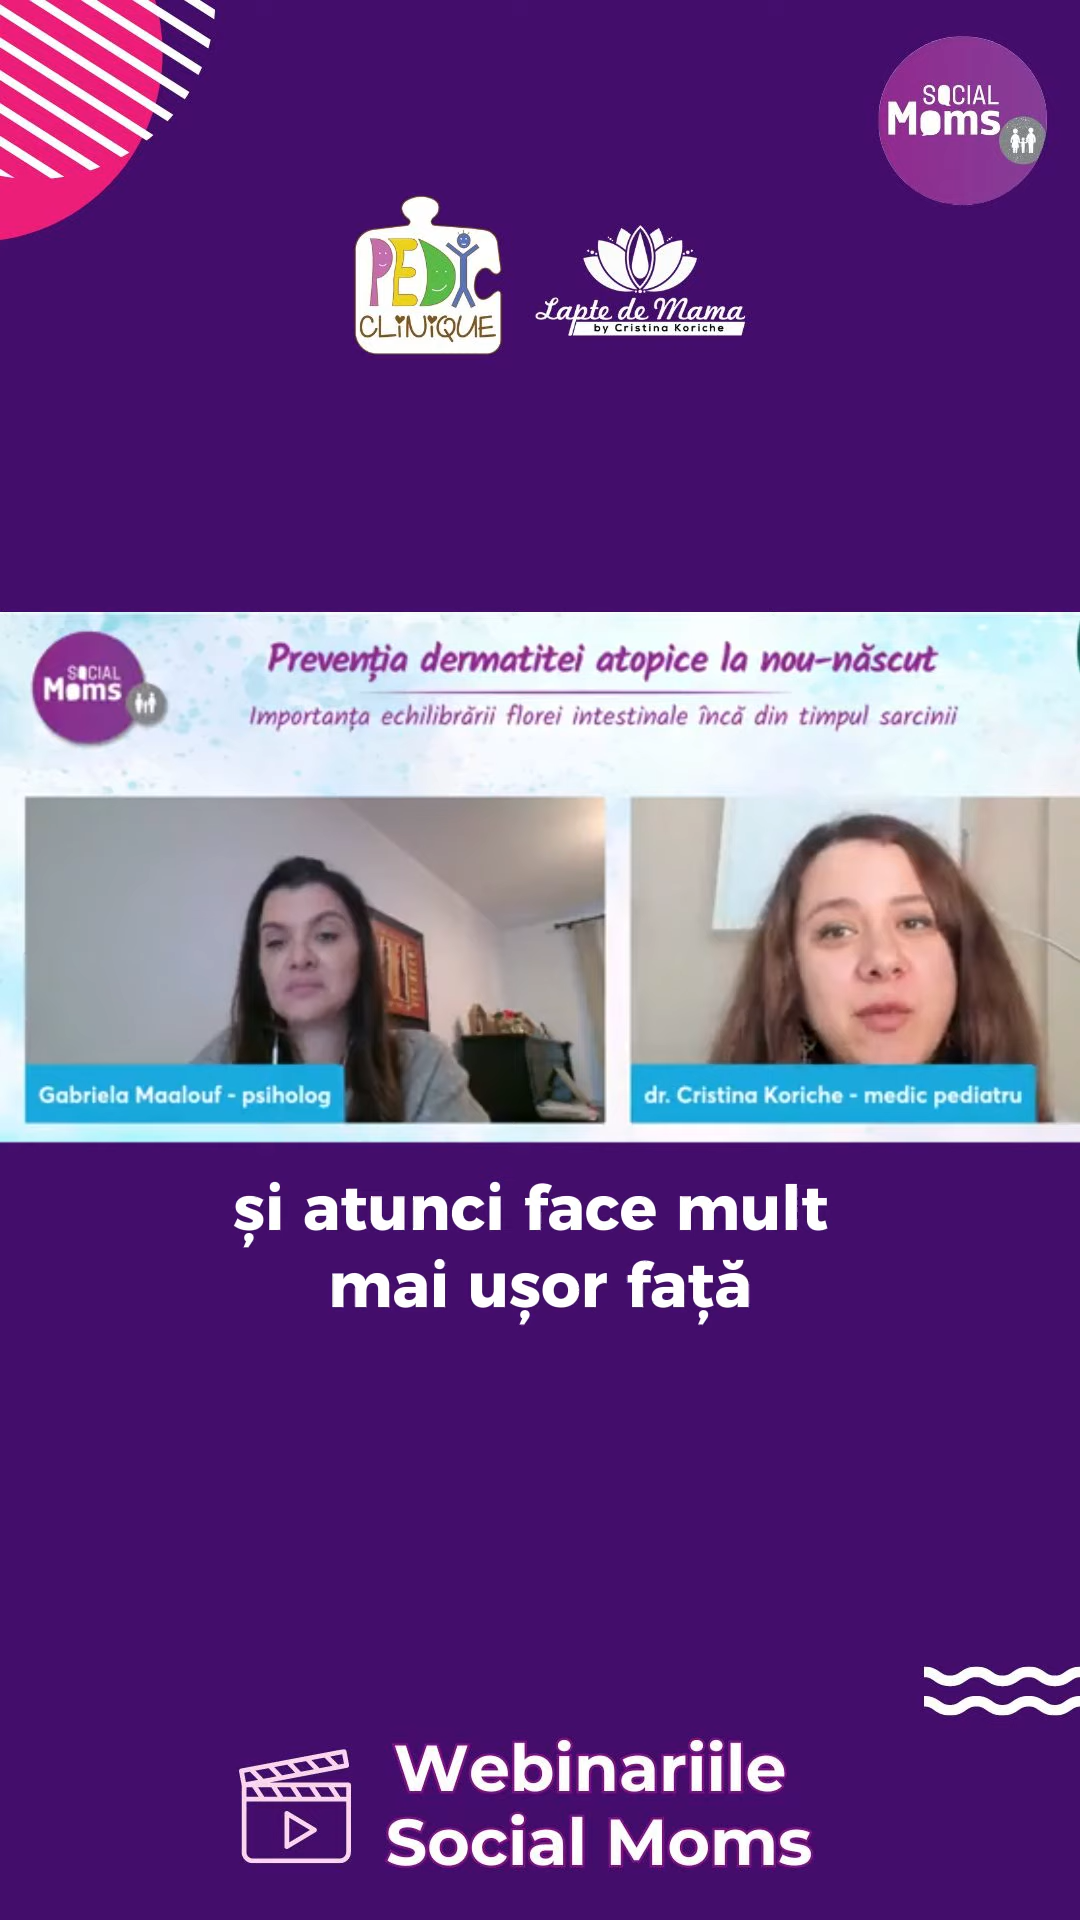 SOCIAL
Moms
PEDIC
CLINIQUE
Lapte de Mama
by Cristina Koriche
SOCIAL
Moms
Prevenția dermatitei atopice la nou-născut
Importanța echilibrării florei intestinale încă din timpul sarcinii
Gabriela Maalouf - psiholog
dr. Cristina Koriche - medic pediatru
și atunci face mult
mai ușor față
Webinariile
Social Moms